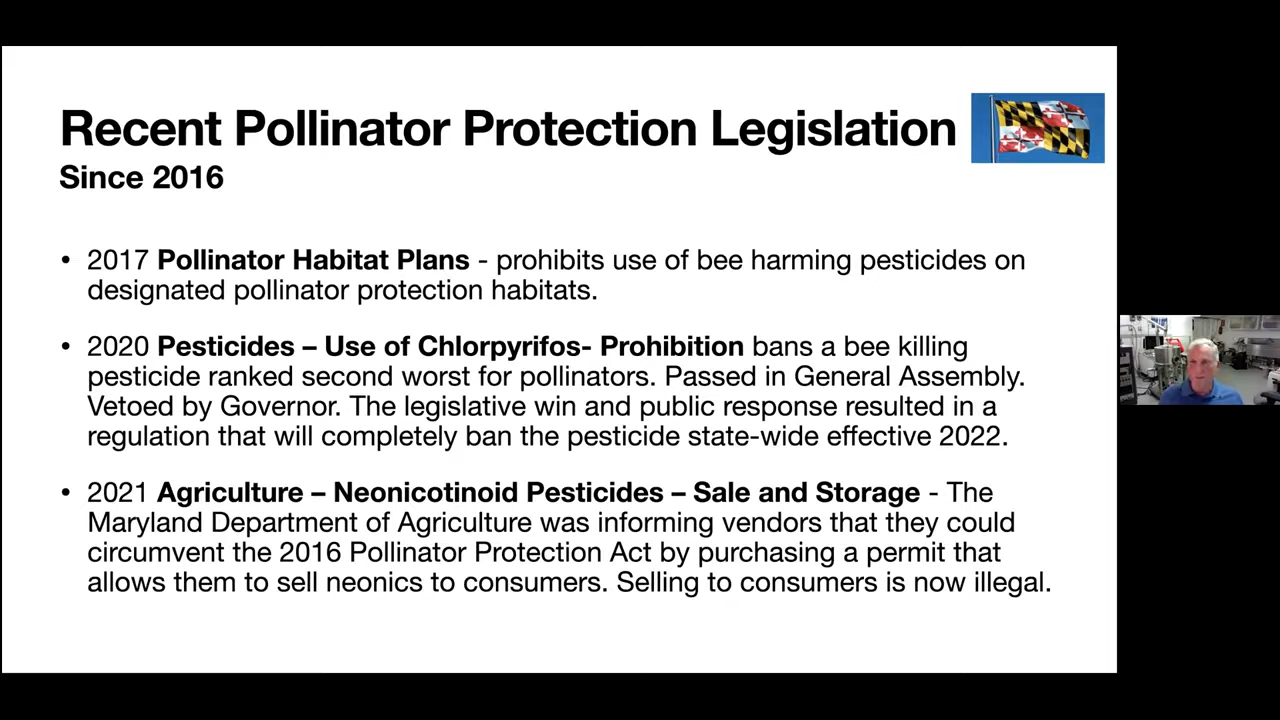 Recent Pollinator Protection Legislation
Since 2016
• 2017 Pollinator Habitat Plans - prohibits use of bee harming pesticides on
designated pollinator protection habitats.
• 2020 Pesticides – Use of Chlorpyrifos- Prohibition bans a bee killing
pesticide ranked second worst for pollinators. Passed in General Assembly.
Vetoed by Governor. The legislative win and public response resulted in a
regulation that will completely ban the pesticide state-wide effective 2022.
• 2021 Agriculture – Neonicotinoid Pesticides – Sale and Storage - The
Maryland Department of Agriculture was informing vendors that they could
circumvent the 2016 Pollinator Protection Act by purchasing a permit that
allows them to sell neonics to consumers. Selling to consumers is now illegal.